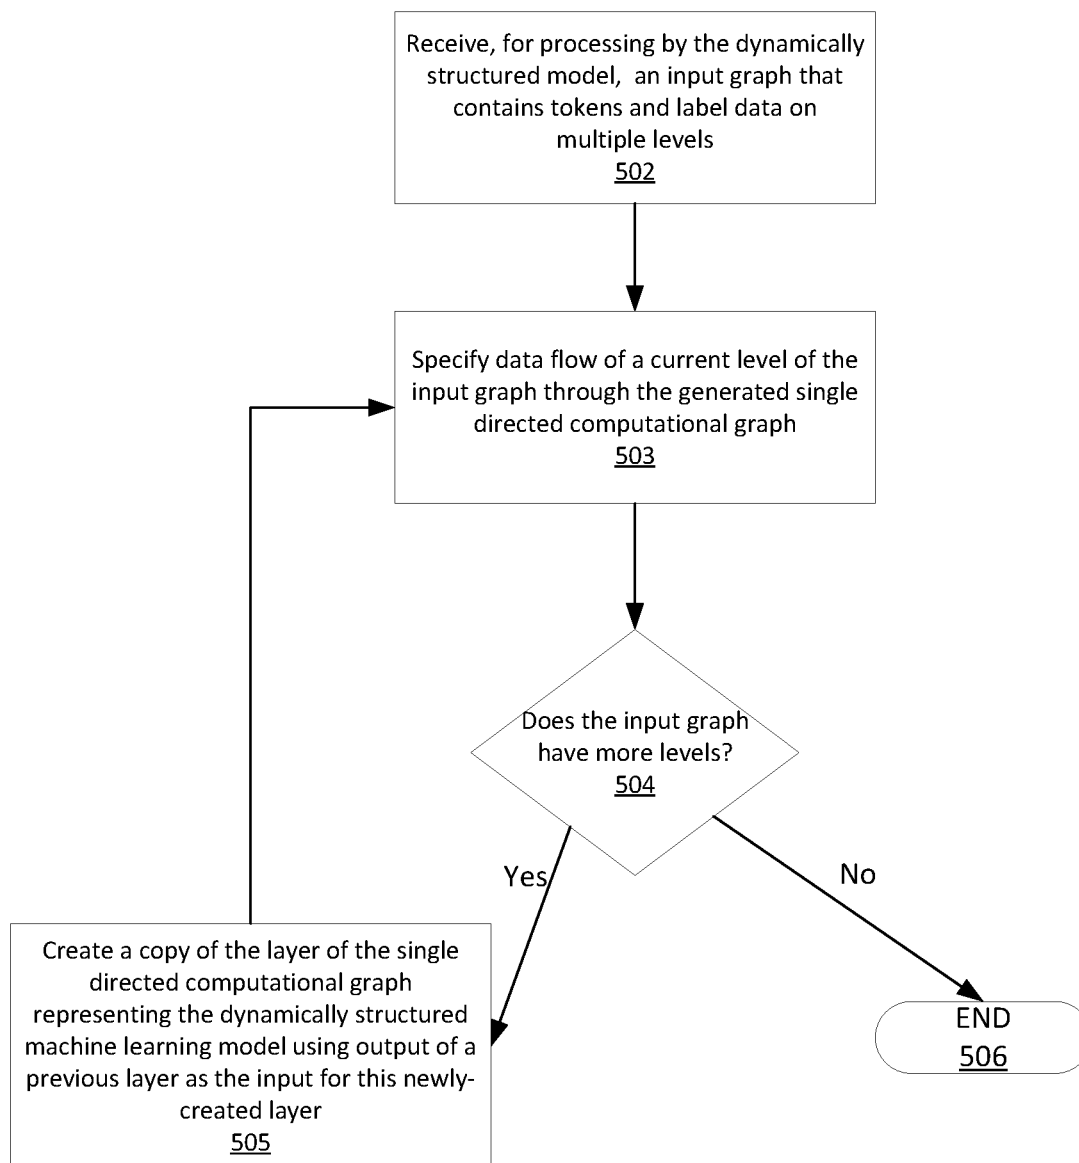 Receive, for processing by the dynamically
structured model,  an input graph that
contains tokens and label data on
multiple levels
502
Specify data flow of a current level of the
input graph through the generated single
directed computational graph
503
Does the input graph
have more levels?
504
Yes
No
Create a copy of the layer of the single
directed computational graph
representing the dynamically structured
machine learning model using output of a
previous layer as the input for this newly-
created layer
505
END
506